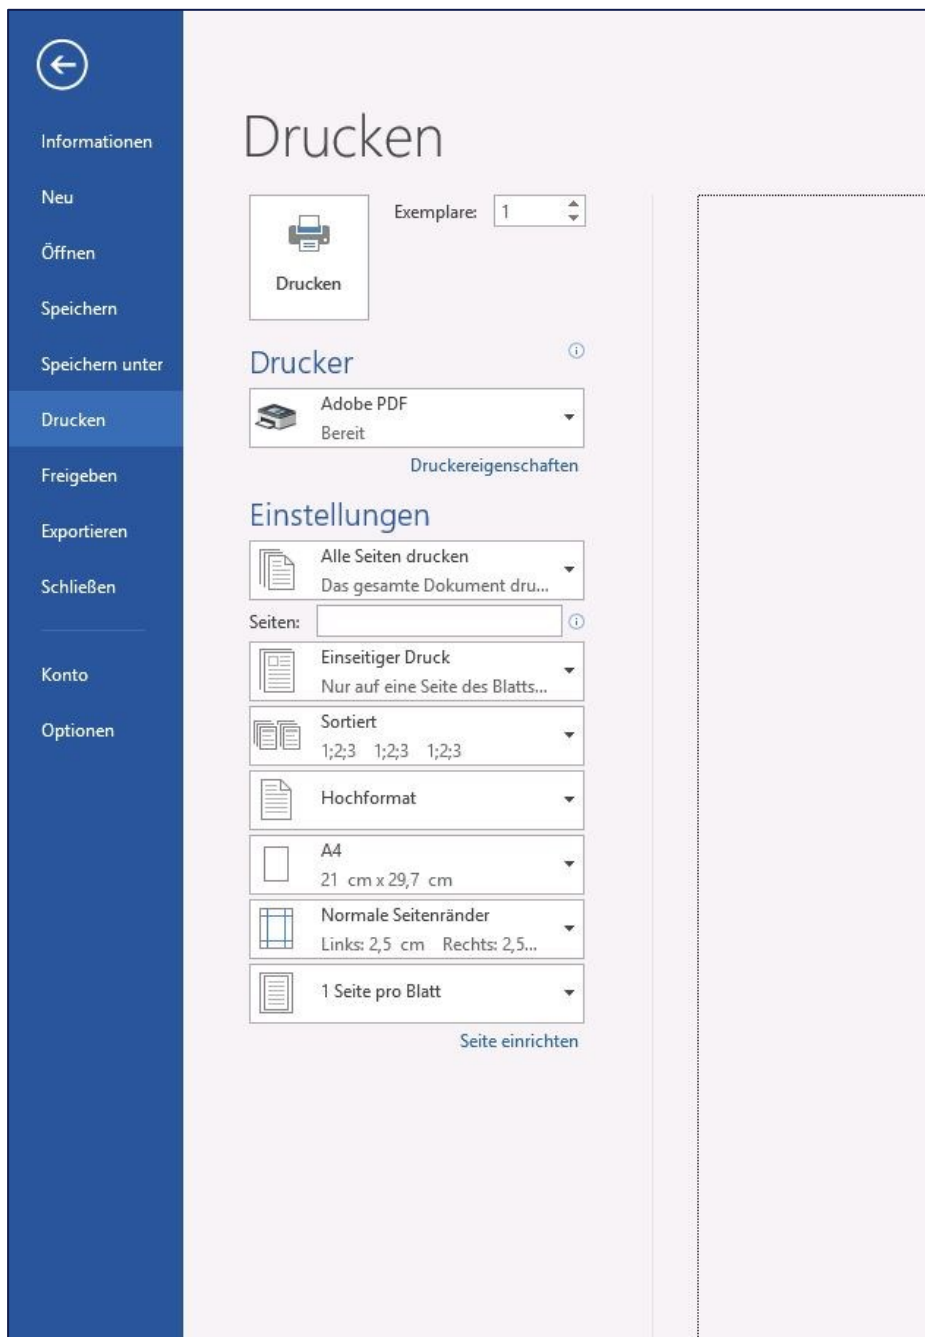 Informationen
Neu
Öffnen
Speichern
Speichern unter
Drucken
Freigeben
Exportieren
Schließen
Konto
Optionen
Drucken
Exemplare: 1
Drucken
Drucker
Adobe PDF
Bereit
Druckereigenschaften
Einstellungen
Alle Seiten drucken
Das gesamte Dokument dru...
Seiten:
Einseitiger Druck
Nur auf eine Seite des Blatts...
Sortiert
1;2;3 1;2;3 1;2;3
Hochformat
A4
21 cm x 29,7 cm
Normale Seitenränder
Links: 2,5 cm Rechts: 2,5...
1 Seite pro Blatt
Seite einrichten